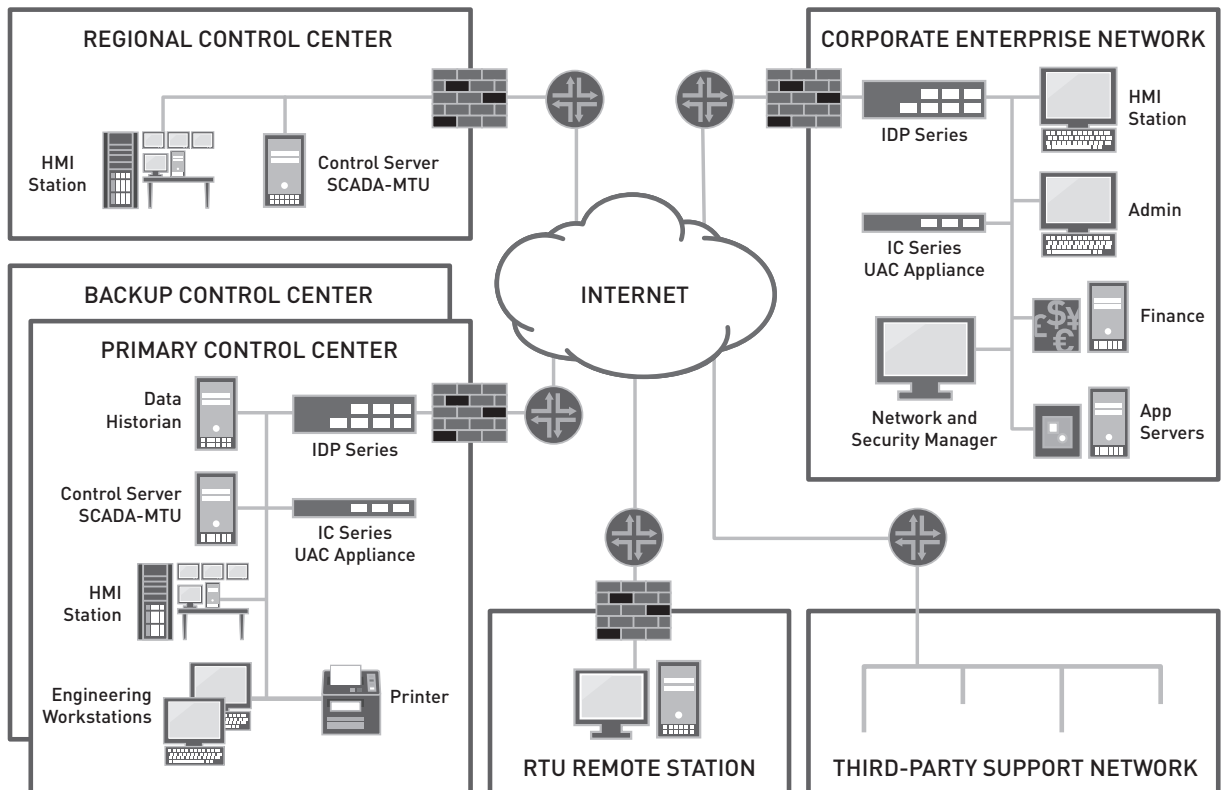 REGIONAL CONTROL CENTER
HMI
Station
Control Server
SCADA-MTU
CORPORATE ENTERPRISE NETWORK
IDP Series
HMI
Station
Admin
IC Series
UAC Appliance
Finance
£$¥€
Network and
Security Manager
App
Servers
INTERNET
BACKUP CONTROL CENTER
PRIMARY CONTROL CENTER
Data
Historian
IDP Series
Control Server
SCADA-MTU
IC Series
UAC Appliance
HMI
Station
Engineering
Workstations
Printer
RTU REMOTE STATION
THIRD-PARTY SUPPORT NETWORK